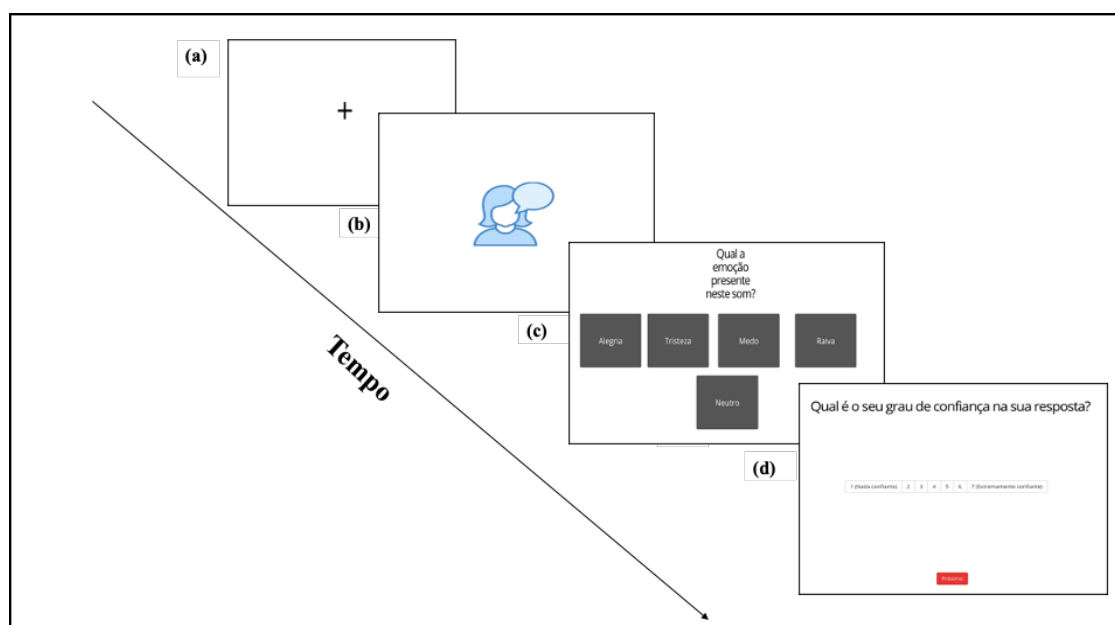 (a)
+
(b)
(c)
Qual a
emoção
presente
neste som?
Alegria Tristeza Medo Raiva
Neutro
(d)
Qual é o seu grau de confiança na sua resposta?
1 (Nada confiante) 2 3 4 5 6 7 (Extremamente confiante)
Próximo
Tempo